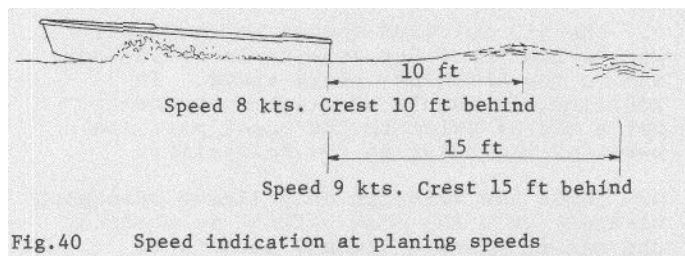 10 ft
Speed 8 kts. Crest 10 ft behind
15 ft
Speed 9 kts. Crest 15 ft behind
Fig.40 Speed indication at planing speeds